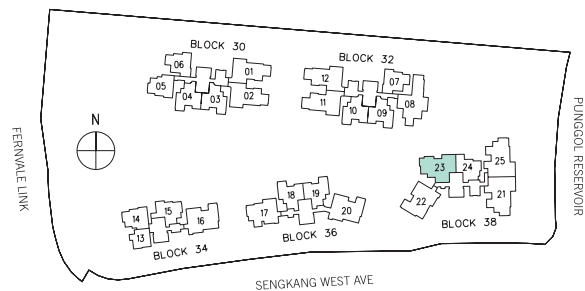 BLOCK 30
BLOCK 32
06
01
05
04
03
02
12
07
11
10
09
08
N
FERNVALE LINK
PUNGGOL RESERVOIR
23
24
25
22
21
BLOCK 38
14
15
13
16
BLOCK 34
18
19
17
20
BLOCK 36
SENGKANG WEST AVE